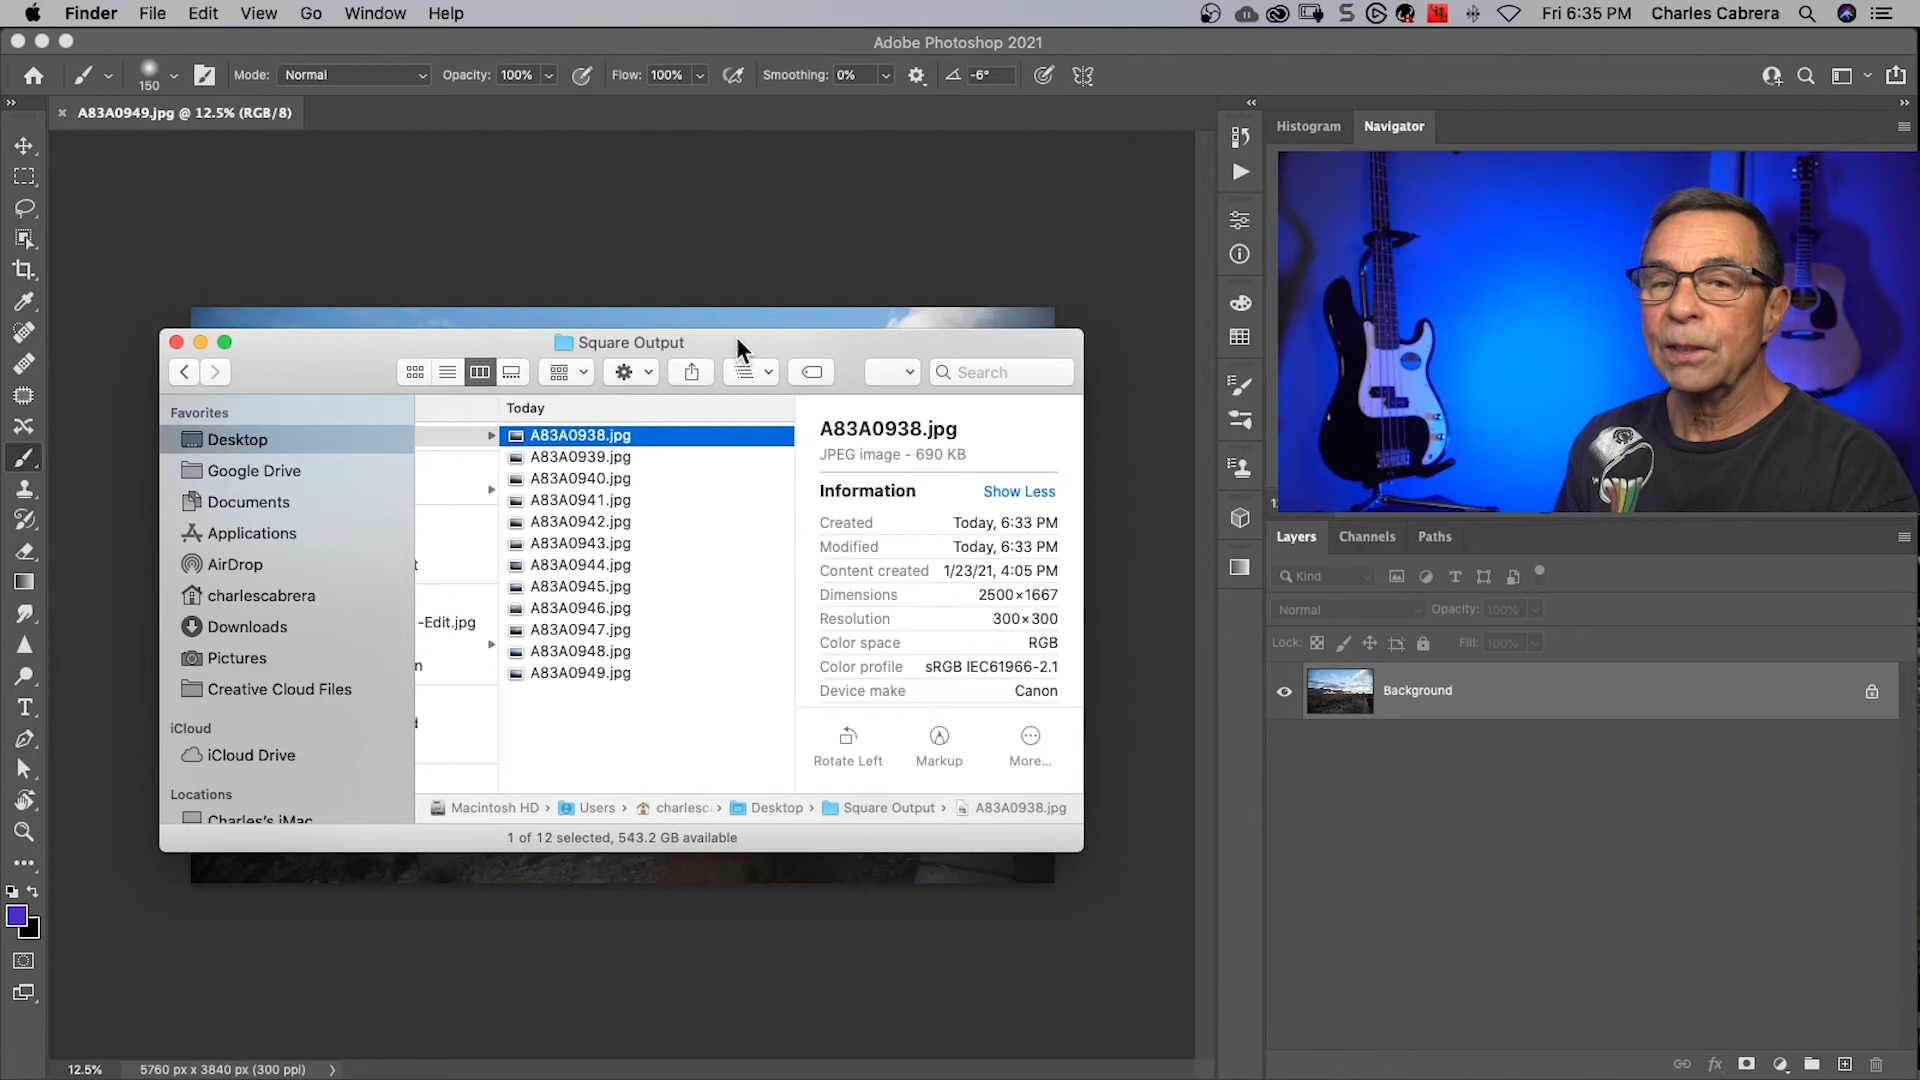 Finder File Edit View Go Window Help Fri 6:35 PM Charles Cabrera
Adobe Photoshop 2021
150 Mode: Normal Opacity: 100% Flow: 100% Smoothing: 0% -6°
A83A0949.jpg @ 12.5% (RGB/8)
Histogram Navigator
Square Output
Search
Favorites
Desktop
Google Drive
Documents
Applications
AirDrop
charlescabrera
Downloads
Pictures
Creative Cloud Files
iCloud
iCloud Drive
Locations
Charles's iMac
-Edit.jpg
Today
A83A0938.jpg
A83A0939.jpg
A83A0940.jpg
A83A0941.jpg
A83A0942.jpg
A83A0943.jpg
A83A0944.jpg
A83A0945.jpg
A83A0946.jpg
A83A0947.jpg
A83A0948.jpg
A83A0949.jpg
A83A0938.jpg
JPEG image - 690 KB
Information Show Less
Created Today, 6:33 PM
Modified Today, 6:33 PM
Content created 1/23/21, 4:05 PM
Dimensions 2500×1667
Resolution 300×300
Color space RGB
Color profile sRGB IEC61966-2.1
Device make Canon
Rotate Left Markup More...
Macintosh HD › Users › charlesc › Desktop › Square Output › A83A0938.jpg
1 of 12 selected, 543.2 GB available
Layers Channels Paths
Kind
Normal Opacity: 100%
Lock: Fill: 100%
Background
fx
12.5% 5760 px x 3840 px (300 ppi)